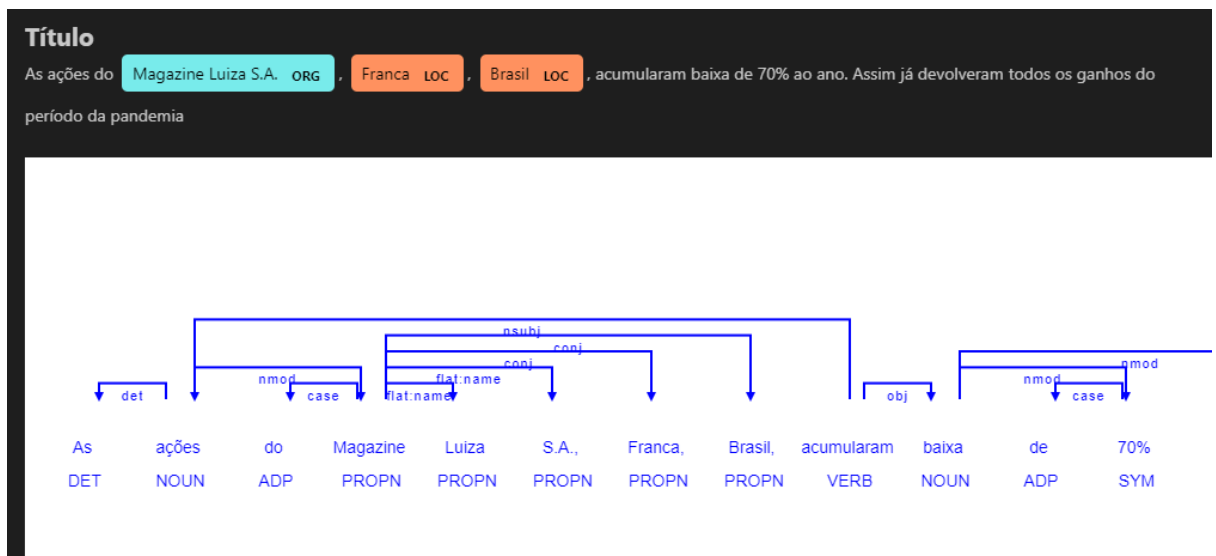 Título
As ações do Magazine Luiza S.A. ORG , Franca LOC , Brasil LOC , acumularam baixa de 70% ao ano. Assim já devolveram todos os ganhos do
período da pandemia
nsubj
conj
conj nmod
nmod flat:name nmod
det case flat:name obj case
As ações do Magazine Luiza S.A., Franca, Brasil, acumularam baixa de 70%
DET NOUN ADP PROPN PROPN PROPN PROPN PROPN VERB NOUN ADP SYM